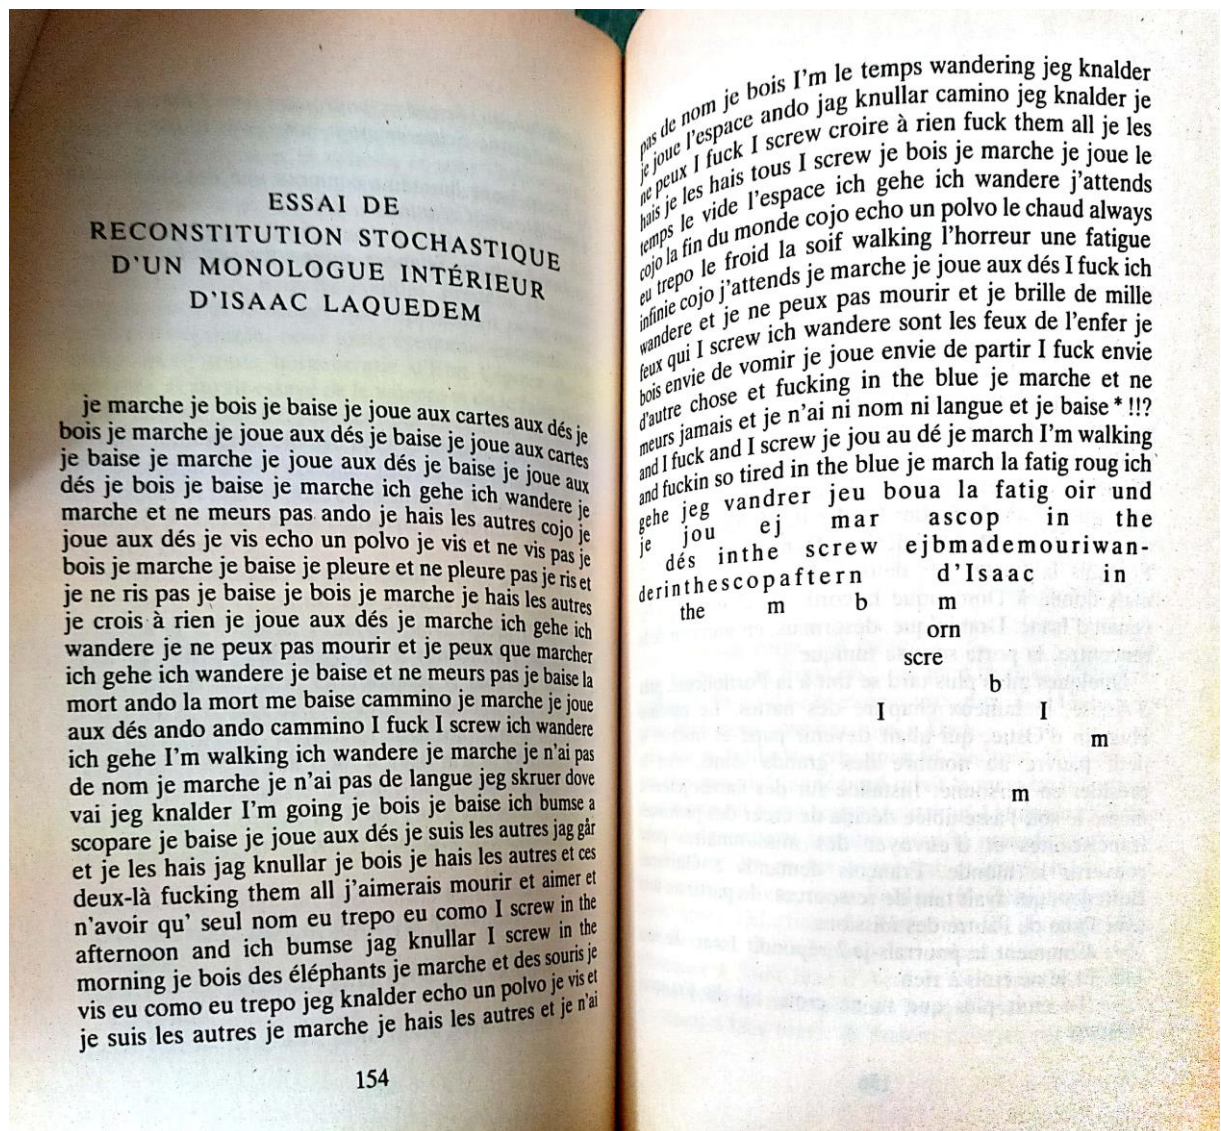 ESSAI DE
RECONSTITUTION STOCHASTIQUE
D'UN MONOLOGUE INTÉRIEUR
D'ISAAC LAQUEDEM
je marche je bois je baise je joue aux cartes aux dés je
bois je marche je joue aux dés je baise je joue aux cartes
je baise je marche je joue aux dés je baise je joue aux
dés je bois je baise je marche ich gehe ich wandere je
marche et ne meurs pas ando je hais les autres cojo je
joue aux dés je vis echo un polvo je vis et ne vis pas je
bois je marche je baise je pleure et ne pleure pas je ris et
je ne ris pas je baise je bois je marche je hais les autres
je crois à rien je joue aux dés je marche ich gehe ich
wandere je ne peux pas mourir et je peux que marcher
ich gehe ich wandere je baise et ne meurs pas je baise la
mort ando la mort me baise cammino je marche je joue
aux dés ando ando cammino I fuck I screw ich wandere
ich gehe I'm walking ich wandere je marche je n'ai pas
de nom je marche je n'ai pas de langue jeg skruer dove
vai jeg knalder I'm going je bois je baise ich bumse a
scopare je baise je joue aux dés je suis les autres jag går
et je les hais jag knullar je bois je hais les autres et ces
deux-là fucking them all j'aimerais mourir et aimer et
n'avoir qu' seul nom eu trepo eu como I screw in the
afternoon and ich bumse jag knullar I screw in the
morning je bois des éléphants je marche et des souris je
vis eu como eu trepo jeg knalder echo un polvo je vis et
je suis les autres je marche je hais les autres et je n'ai
154
pas de nom je bois I'm le temps wandering jeg knalder
je joue l'espace ando jag knullar camino jeg knalder je
ne peux I fuck I screw croire à rien fuck them all je les
hais je les hais tous I screw je bois je marche je joue le
temps le vide l'espace ich gehe ich wandere j'attends
cojo la fin du monde cojo echo un polvo le chaud always
eu trepo le froid la soif walking l'horreur une fatigue
infinie cojo j'attends je marche je joue aux dés I fuck ich
wandere et je ne peux pas mourir et je brille de mille
feux qui I screw ich wandere sont les feux de l'enfer je
bois envie de vomir je joue envie de partir I fuck envie
d'autre chose et fucking in the blue je marche et ne
meurs jamais et je n'ai ni nom ni langue et je baise * !!?
and I fuck and I screw je jou au dé je march I'm walking
and fuckin so tired in the blue je march la fatig roug ich
gehe jeg vandrer jeu boua la fatig oir und
je jou ej mar ascop in the
dés inthe screw ejbmademouriwan-
derinthescopaftern d'Isaac in
the m b m
orn
scre
b
I I
m
m